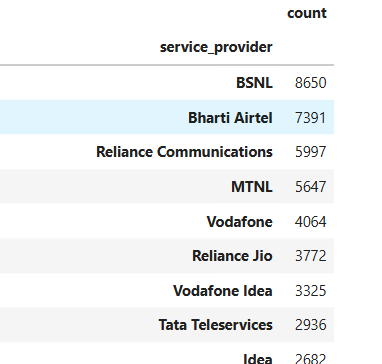 count
service_provider
BSNL 8650
Bharti Airtel 7391
Reliance Communications 5997
MTNL 5647
Vodafone 4064
Reliance Jio 3772
Vodafone Idea 3325
Tata Teleservices 2936
Idea 2682